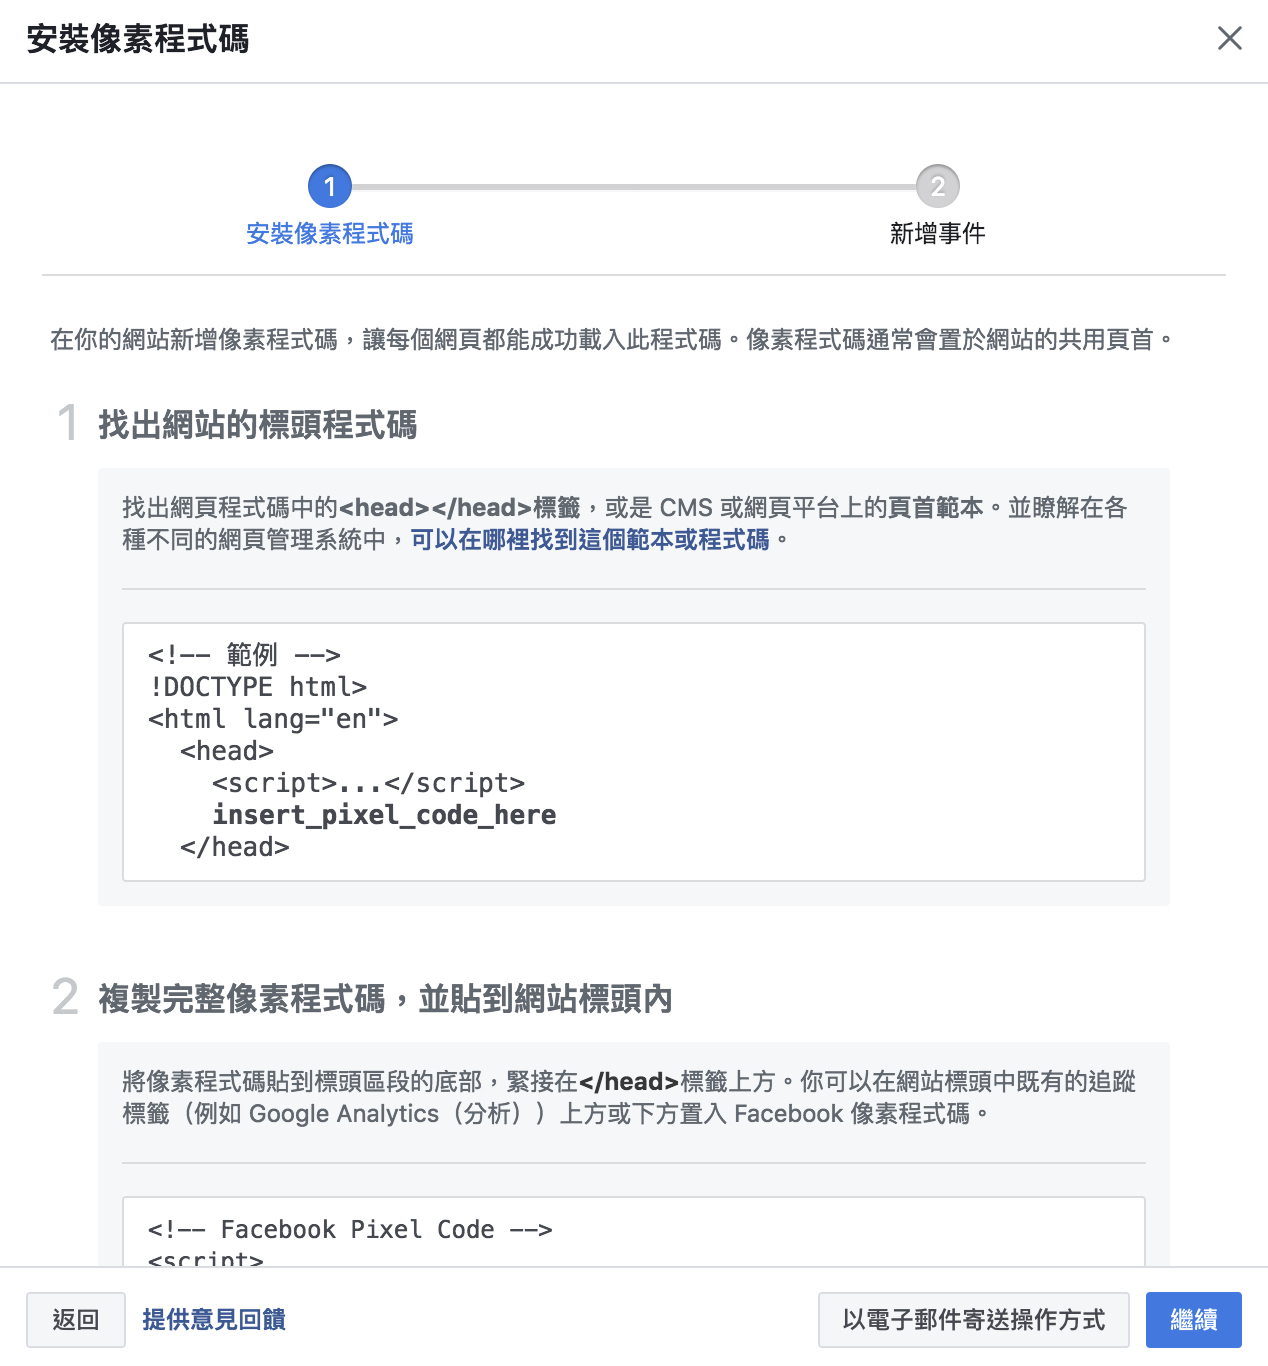 安裝像素程式碼
1
2
安裝像素程式碼
新增事件
在你的網站新增像素程式碼，讓每個網頁都能成功載入此程式碼。像素程式碼通常會置於網站的共用頁首。
1 找出網站的標頭程式碼
找出網頁程式碼中的<head></head>標籤，或是 CMS 或網頁平台上的頁首範本。並瞭解在各
種不同的網頁管理系統中，可以在哪裡找到這個範本或程式碼。
<!-- 範例 -->
!DOCTYPE html>
<html lang="en">
<head>
<script>...</script>
insert_pixel_code_here
</head>
2 複製完整像素程式碼，並貼到網站標頭內
將像素程式碼貼到標頭區段的底部，緊接在</head>標籤上方。你可以在網站標頭中既有的追蹤
標籤（例如 Google Analytics（分析））上方或下方置入 Facebook 像素程式碼。
<!-- Facebook Pixel Code -->
<script>
返回
提供意見回饋
以電子郵件寄送操作方式
繼續